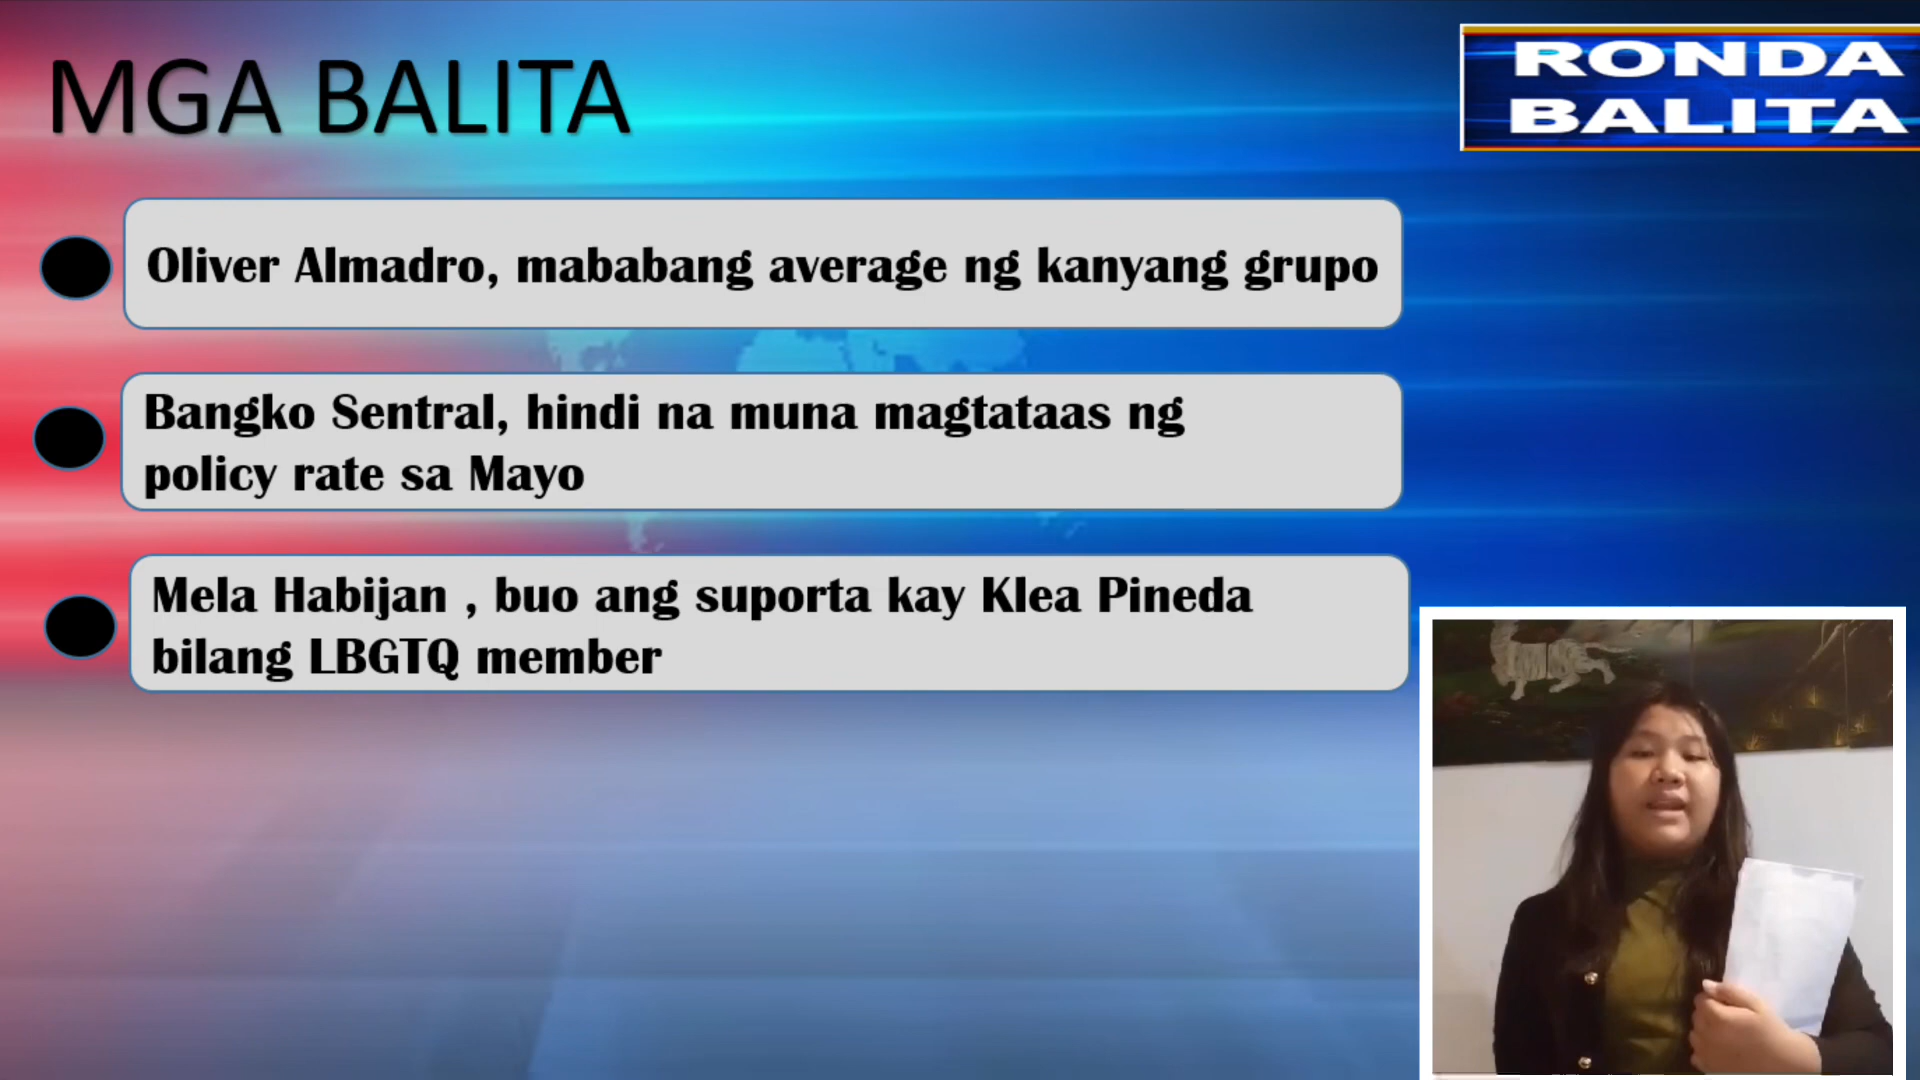 MGA BALITA
RONDA
BALITA
Oliver Almadro, mababang average ng kanyang grupo
Bangko Sentral, hindi na muna magtataas ng
policy rate sa Mayo
Mela Habijan , buo ang suporta kay Klea Pineda
bilang LBGTQ member